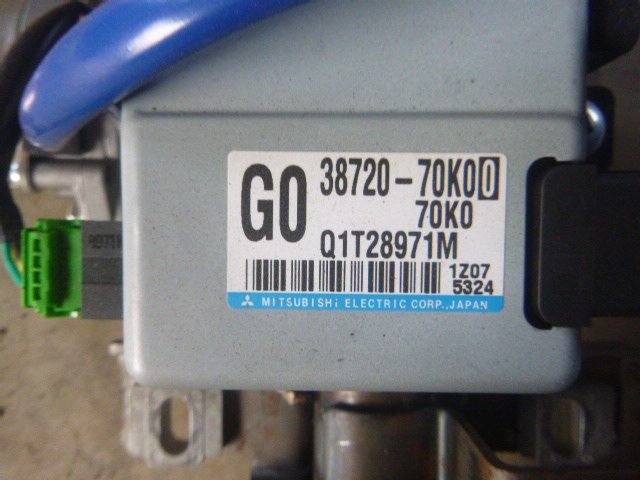 G0
38720-70K00
70K0
Q1T28971M
1Z07
5324
MITSUBISHI ELECTRIC CORP., JAPAN